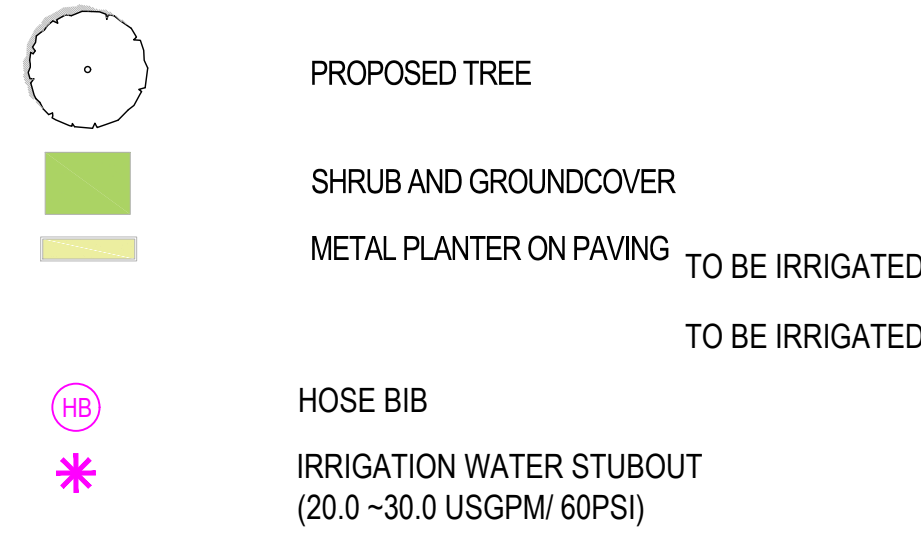 PROPOSED TREE
SHRUB AND GROUNDCOVER
METAL PLANTER ON PAVING
TO BE IRRIGATED
TO BE IRRIGATED
HB
HOSE BIB
IRRIGATION WATER STUBOUT
(20.0 ~30.0 USGPM/ 60PSI)